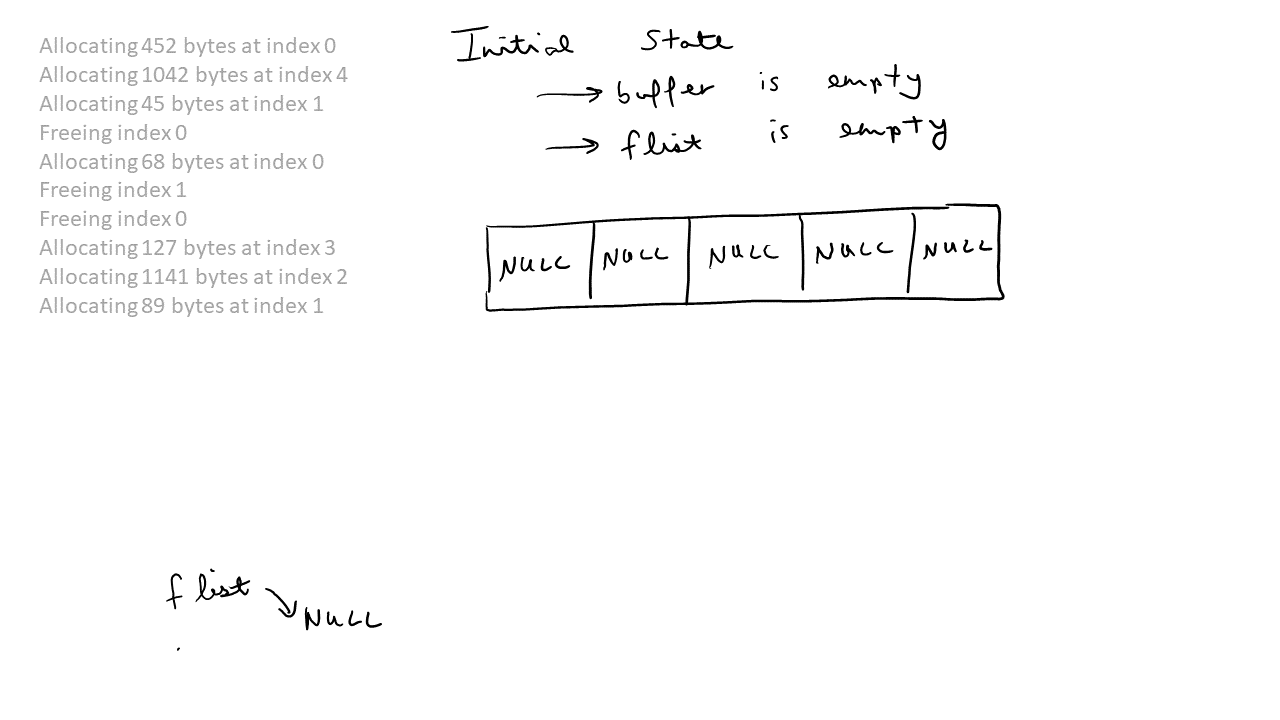 Allocating 452 bytes at index 0
Allocating 1042 bytes at index 4
Allocating 45 bytes at index 1
Freeing index 0
Allocating 68 bytes at index 0
Freeing index 1
Freeing index 0
Allocating 127 bytes at index 3
Allocating 1141 bytes at index 2
Allocating 89 bytes at index 1
Initial State
→ buffer is empty
→ flist is empty
NULL NULL NULL NULL NULL
flist
NULL